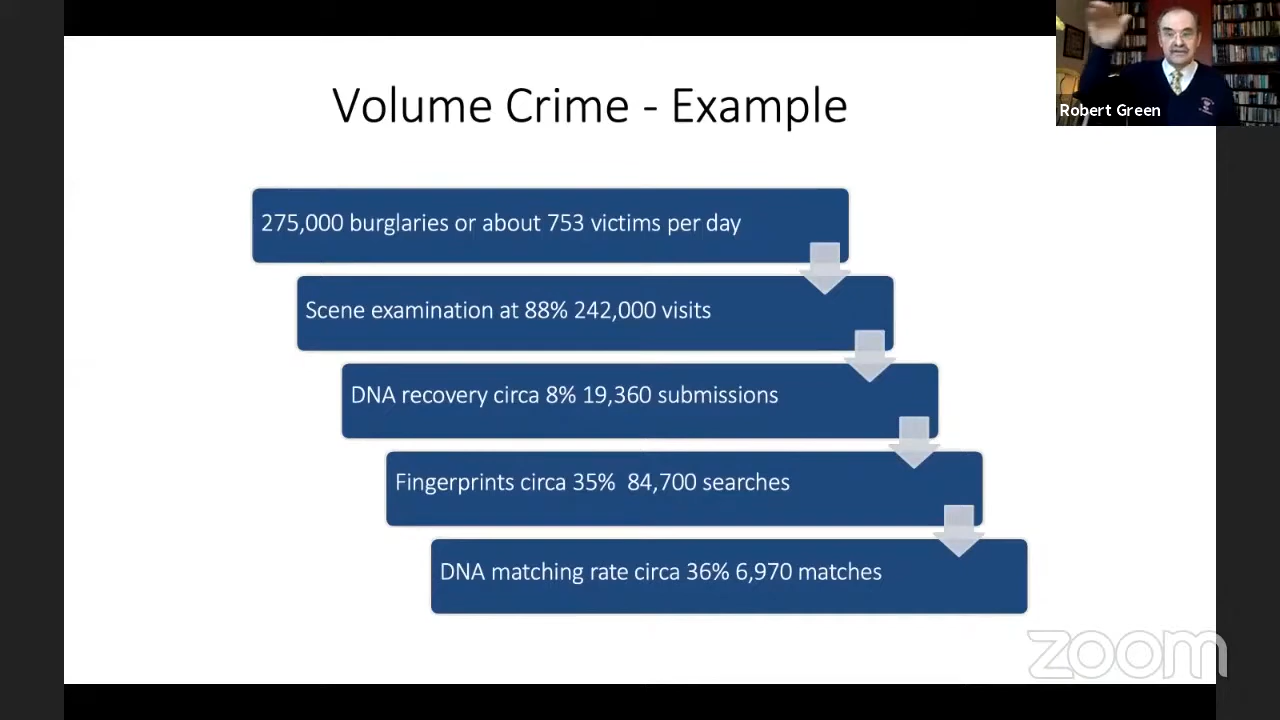 Robert Green
Volume Crime - Example
275,000 burglaries or about 753 victims per day
Scene examination at 88% 242,000 visits
DNA recovery circa 8% 19,360 submissions
Fingerprints circa 35%  84,700 searches
DNA matching rate circa 36% 6,970 matches
zoom